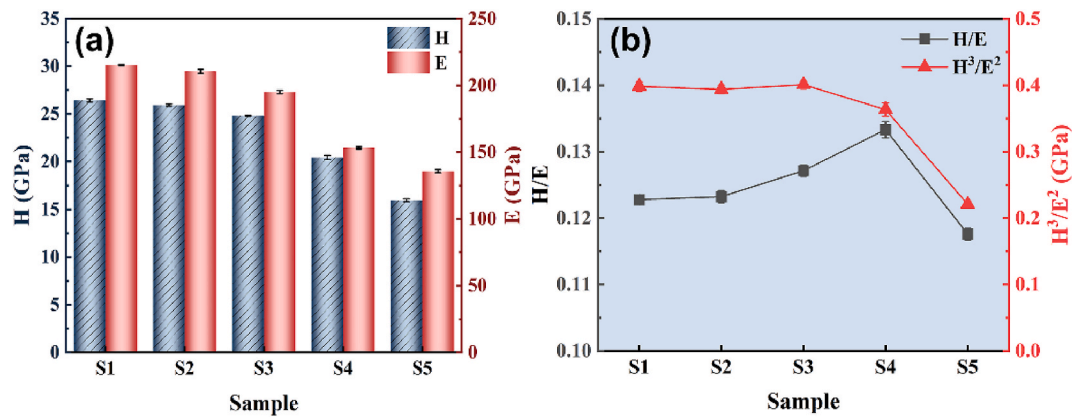 (a)
H
E
35
30
25
20
15
10
5
0
H (GPa)
250
200
150
100
50
0
E (GPa)
S1 S2 S3 S4 S5
Sample
(b)
H/E
H³/E²
0.15
0.14
0.13
0.12
0.11
0.10
H/E
0.5
0.4
0.3
0.2
0.1
0.0
H³/E² (GPa)
S1 S2 S3 S4 S5
Sample